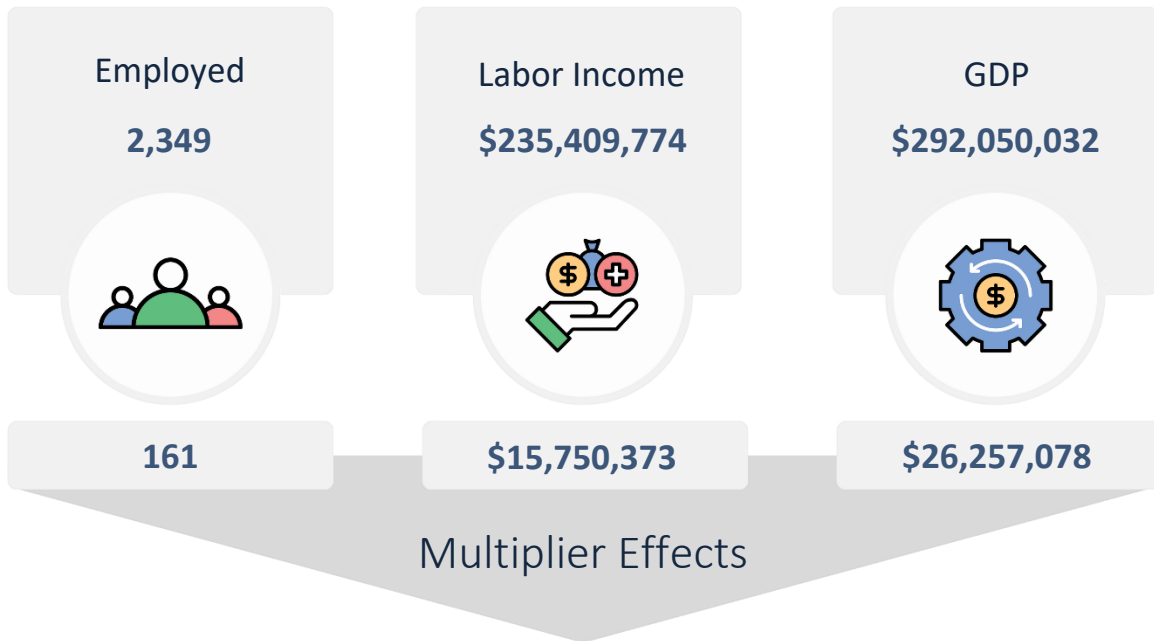 Employed
2,349
Labor Income
$235,409,774
GDP
$292,050,032
$
$
161
$15,750,373
$26,257,078
Multiplier Effects